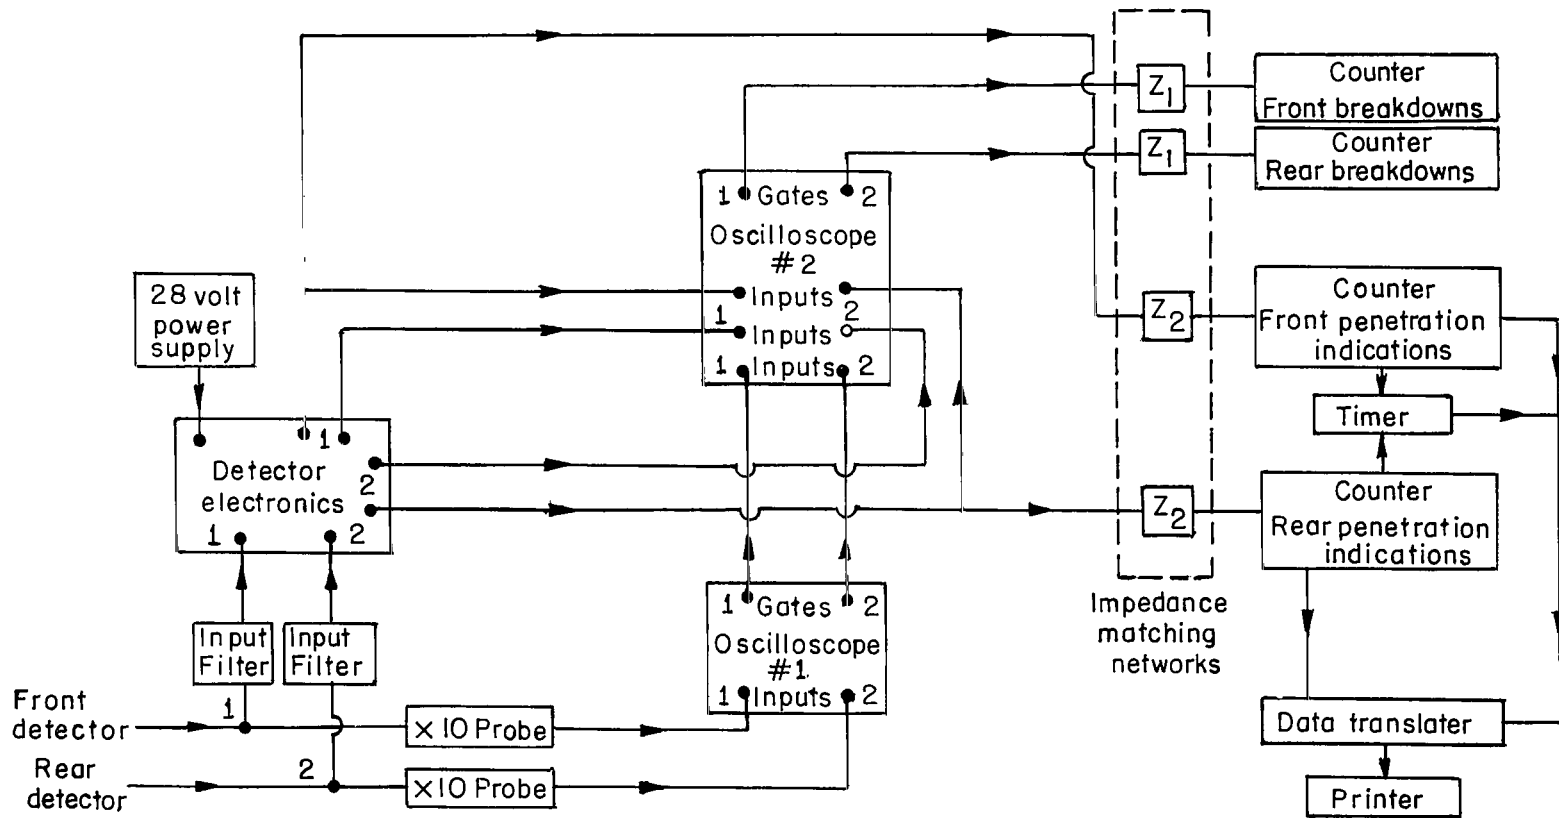 Z1
Counter
Front breakdowns
Z1
Counter
Rear breakdowns
1 Gates 2
Oscilloscope
#2
Inputs
1 2
Inputs
1 Inputs 2
28 volt
power
supply
Z2
Counter
Front penetration
indications
Timer
1
Detector 2
electronics
1 2
Z2
Counter
Rear penetration
indications
Impedance
matching
networks
1 Gates 2
Oscilloscope
#1.
1 Inputs 2
Input
Filter
Input
Filter
Front
detector
1
×10 Probe
Rear
detector
2
×10 Probe
Data translater
Printer